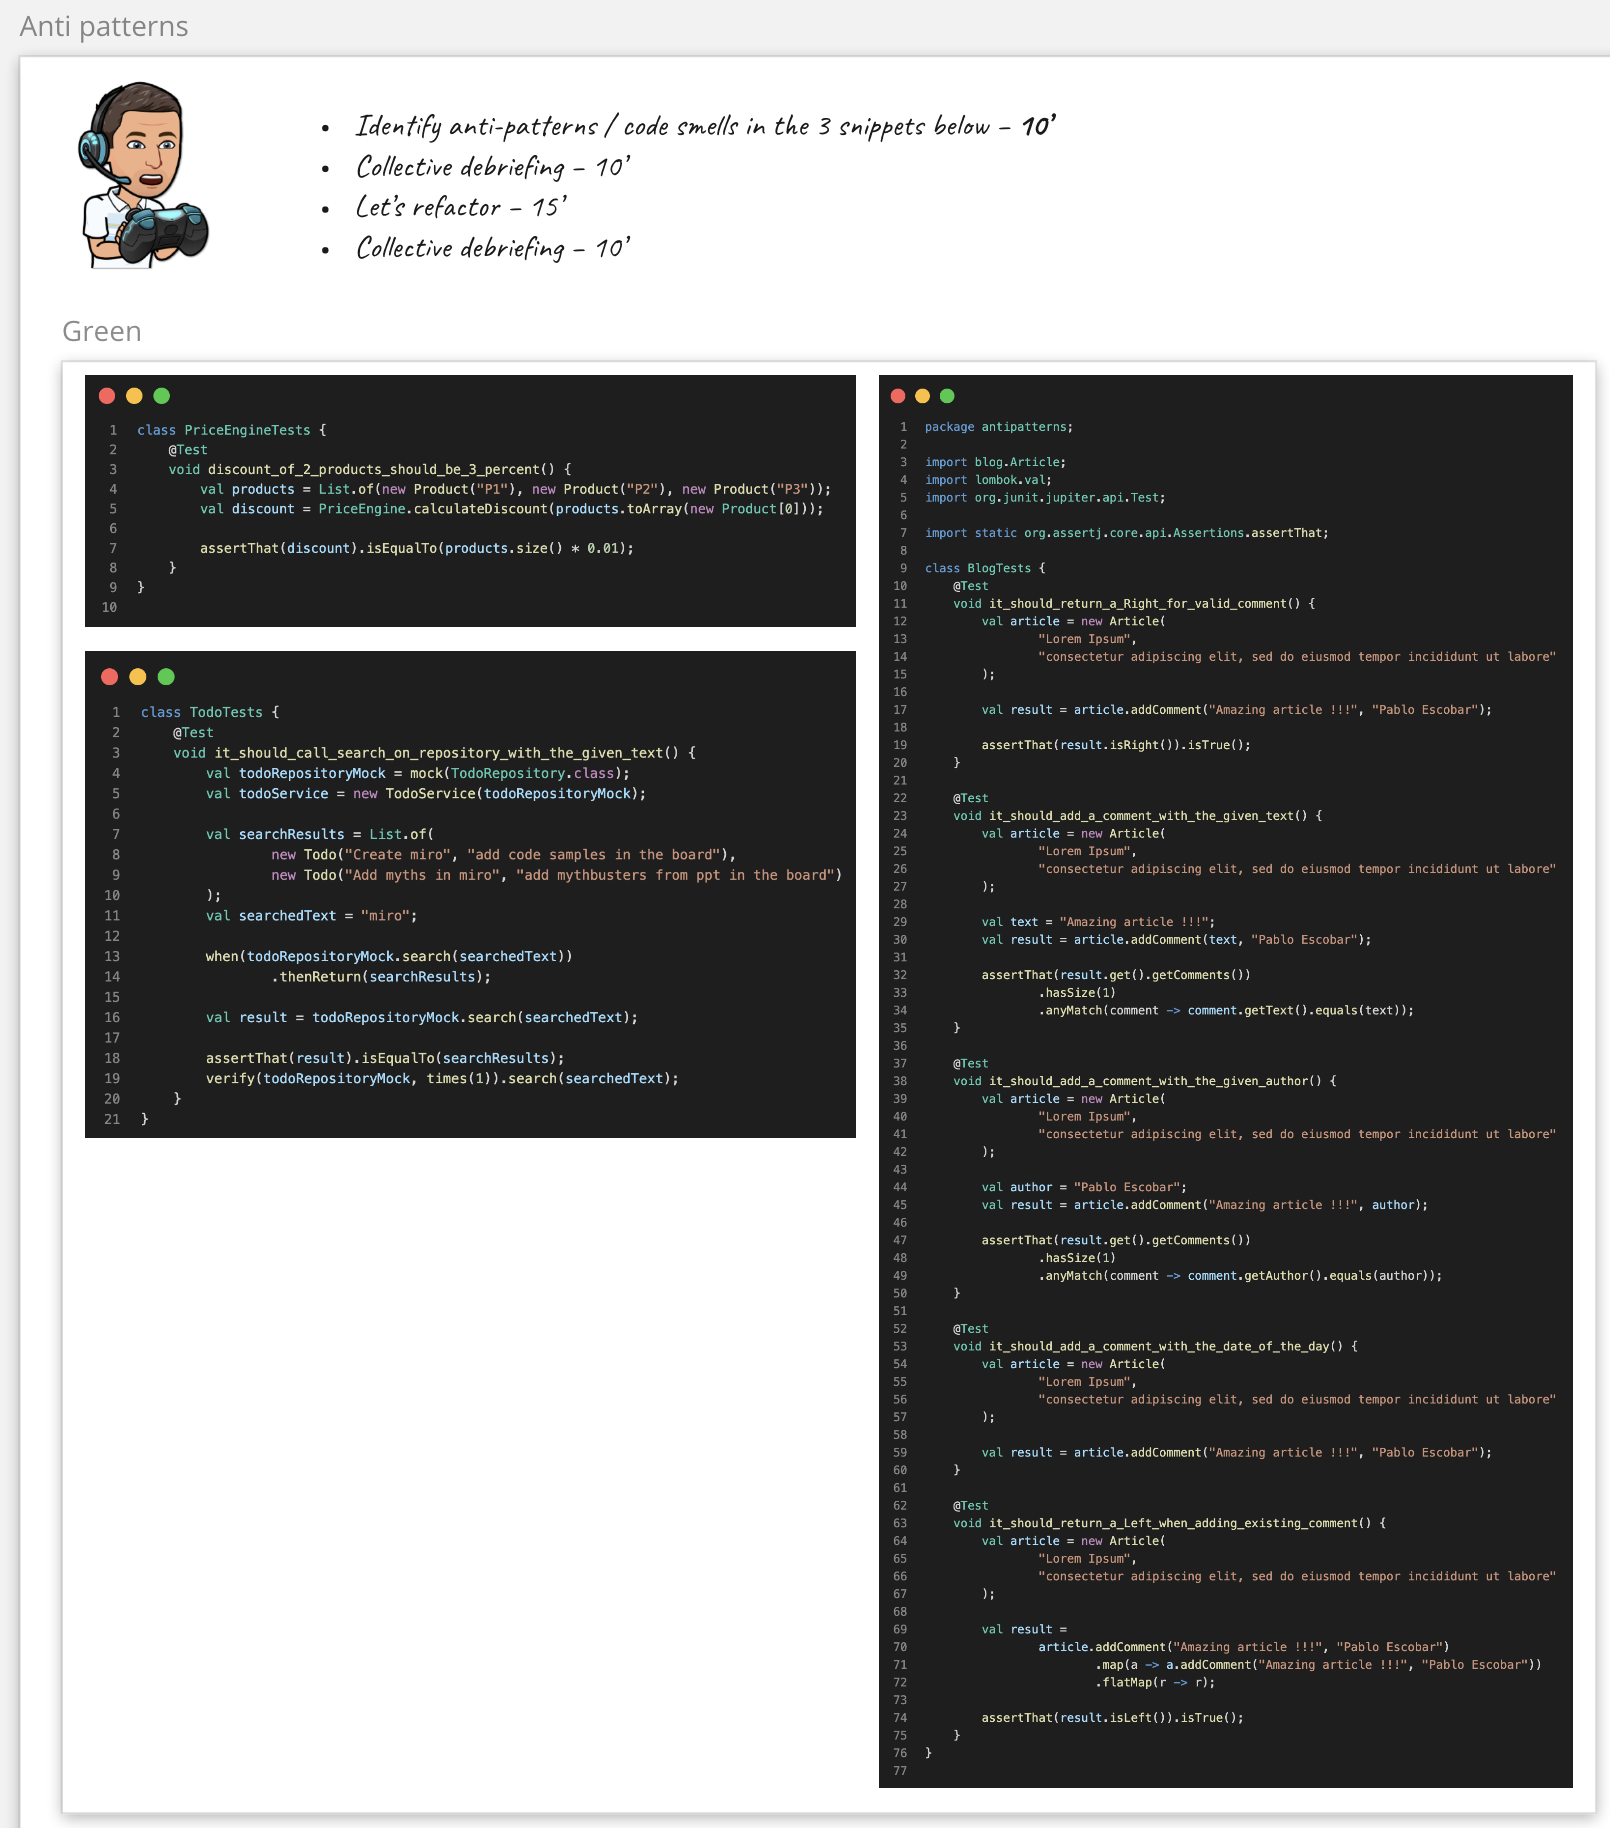 Anti patterns
• Identify anti-patterns / code smells in the 3 snippets below – 10’
• Collective debriefing – 10’
• Let’s refactor – 15’
• Collective debriefing – 10’
Green
1 class PriceEngineTests {
2 @Test
3 void discount_of_2_products_should_be_3_percent() {
4 val products = List.of(new Product("P1"), new Product("P2"), new Product("P3"));
5 val discount = PriceEngine.calculateDiscount(products.toArray(new Product[0]));
6
7 assertThat(discount).isEqualTo(products.size() * 0.01);
8 }
9 }
10
1 class TodoTests {
2 @Test
3 void it_should_call_search_on_repository_with_the_given_text() {
4 val todoRepositoryMock = mock(TodoRepository.class);
5 val todoService = new TodoService(todoRepositoryMock);
6
7 val searchResults = List.of(
8 new Todo("Create miro", "add code samples in the board"),
9 new Todo("Add myths in miro", "add mythbusters from ppt in the board")
10 );
11 val searchedText = "miro";
12
13 when(todoRepositoryMock.search(searchedText))
14 .thenReturn(searchResults);
15
16 val result = todoRepositoryMock.search(searchedText);
17
18 assertThat(result).isEqualTo(searchResults);
19 verify(todoRepositoryMock, times(1)).search(searchedText);
20 }
21 }
1 package antipatterns;
2
3 import blog.Article;
4 import lombok.val;
5 import org.junit.jupiter.api.Test;
6
7 import static org.assertj.core.api.Assertions.assertThat;
8
9 class BlogTests {
10 @Test
11 void it_should_return_a_Right_for_valid_comment() {
12 val article = new Article(
13 "Lorem Ipsum",
14 "consectetur adipiscing elit, sed do eiusmod tempor incididunt ut labore"
15 );
16
17 val result = article.addComment("Amazing article !!!", "Pablo Escobar");
18
19 assertThat(result.isRight()).isTrue();
20 }
21
22 @Test
23 void it_should_add_a_comment_with_the_given_text() {
24 val article = new Article(
25 "Lorem Ipsum",
26 "consectetur adipiscing elit, sed do eiusmod tempor incididunt ut labore"
27 );
28
29 val text = "Amazing article !!!";
30 val result = article.addComment(text, "Pablo Escobar");
31
32 assertThat(result.get().getComments())
33 .hasSize(1)
34 .anyMatch(comment -> comment.getText().equals(text));
35 }
36
37 @Test
38 void it_should_add_a_comment_with_the_given_author() {
39 val article = new Article(
40 "Lorem Ipsum",
41 "consectetur adipiscing elit, sed do eiusmod tempor incididunt ut labore"
42 );
43
44 val author = "Pablo Escobar";
45 val result = article.addComment("Amazing article !!!", author);
46
47 assertThat(result.get().getComments())
48 .hasSize(1)
49 .anyMatch(comment -> comment.getAuthor().equals(author));
50 }
51
52 @Test
53 void it_should_add_a_comment_with_the_date_of_the_day() {
54 val article = new Article(
55 "Lorem Ipsum",
56 "consectetur adipiscing elit, sed do eiusmod tempor incididunt ut labore"
57 );
58
59 val result = article.addComment("Amazing article !!!", "Pablo Escobar");
60 }
61
62 @Test
63 void it_should_return_a_Left_when_adding_existing_comment() {
64 val article = new Article(
65 "Lorem Ipsum",
66 "consectetur adipiscing elit, sed do eiusmod tempor incididunt ut labore"
67 );
68
69 val result =
70 article.addComment("Amazing article !!!", "Pablo Escobar")
71 .map(a -> a.addComment("Amazing article !!!", "Pablo Escobar"))
72 .flatMap(r -> r);
73
74 assertThat(result.isLeft()).isTrue();
75 }
76 }
77